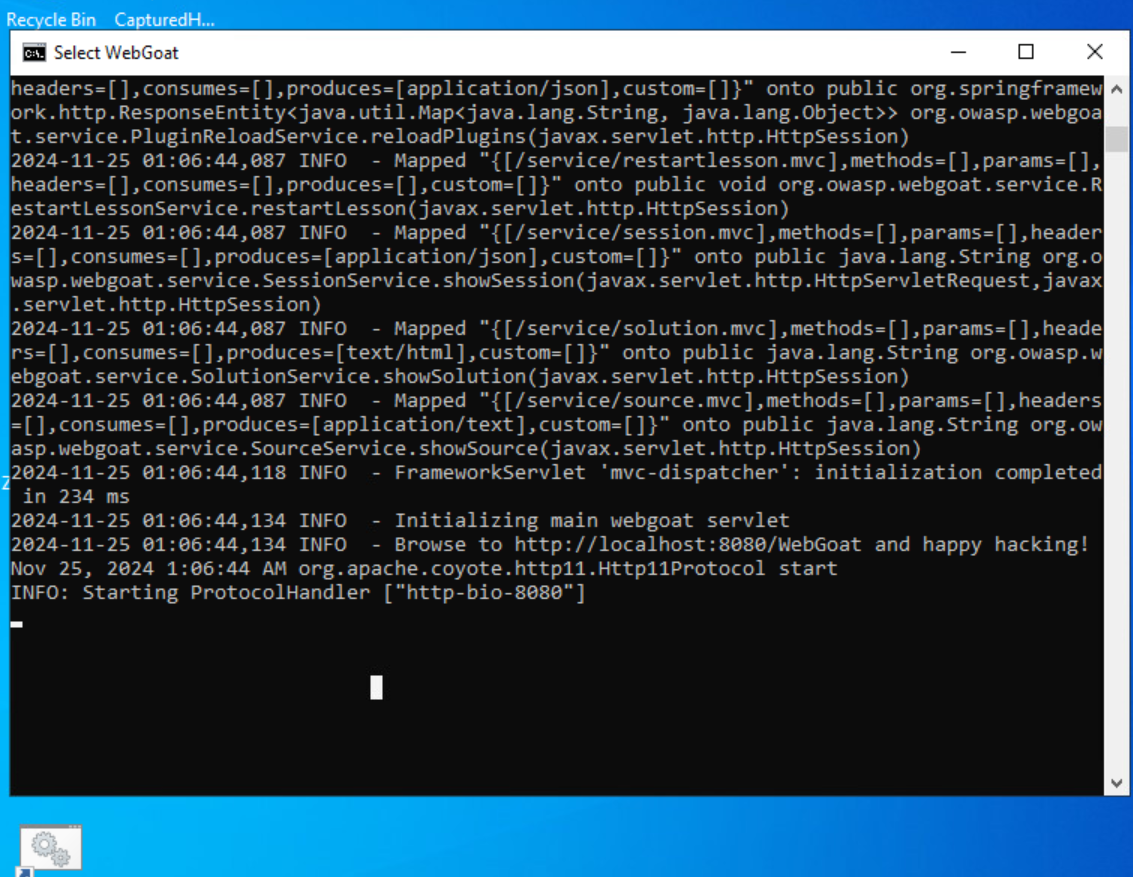 Recycle Bin CapturedH...
Select WebGoat
headers=[],consumes=[],produces=[application/json],custom=[]}" onto public org.springframew
ork.http.ResponseEntity<java.util.Map<java.lang.String, java.lang.Object>> org.owasp.webgoa
t.service.PluginReloadService.reloadPlugins(javax.servlet.http.HttpSession)
2024-11-25 01:06:44,087 INFO  - Mapped "{[/service/restartlesson.mvc],methods=[],params=[],
headers=[],consumes=[],produces=[],custom=[]}" onto public void org.owasp.webgoat.service.R
estartLessonService.restartLesson(javax.servlet.http.HttpSession)
2024-11-25 01:06:44,087 INFO  - Mapped "{[/service/session.mvc],methods=[],params=[],header
s=[],consumes=[],produces=[application/json],custom=[]}" onto public java.lang.String org.o
wasp.webgoat.service.SessionService.showSession(javax.servlet.http.HttpServletRequest,javax
.servlet.http.HttpSession)
2024-11-25 01:06:44,087 INFO  - Mapped "{[/service/solution.mvc],methods=[],params=[],heade
rs=[],consumes=[],produces=[text/html],custom=[]}" onto public java.lang.String org.owasp.w
ebgoat.service.SolutionService.showSolution(javax.servlet.http.HttpSession)
2024-11-25 01:06:44,087 INFO  - Mapped "{[/service/source.mvc],methods=[],params=[],headers
=[],consumes=[],produces=[application/text],custom=[]}" onto public java.lang.String org.ow
asp.webgoat.service.SourceService.showSource(javax.servlet.http.HttpSession)
2024-11-25 01:06:44,118 INFO  - FrameworkServlet 'mvc-dispatcher': initialization completed
 in 234 ms
2024-11-25 01:06:44,134 INFO  - Initializing main webgoat servlet
2024-11-25 01:06:44,134 INFO  - Browse to http://localhost:8080/WebGoat and happy hacking!
Nov 25, 2024 1:06:44 AM org.apache.coyote.http11.Http11Protocol start
INFO: Starting ProtocolHandler ["http-bio-8080"]